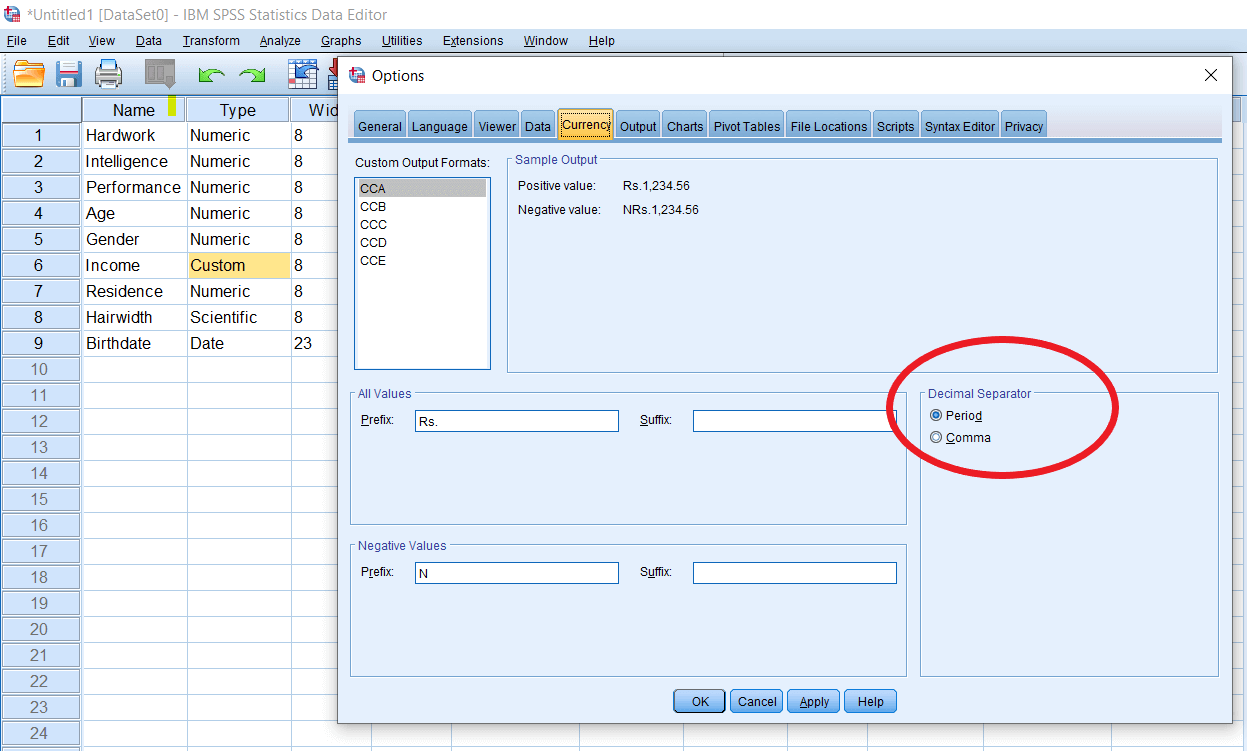 *Untitled1 [DataSet0] - IBM SPSS Statistics Data Editor
File Edit View Data Transform Analyze Graphs Utilities Extensions Window Help
Options
Name Type Wid
1 Hardwork Numeric 8
2 Intelligence Numeric 8
3 Performance Numeric 8
4 Age Numeric 8
5 Gender Numeric 8
6 Income Custom 8
7 Residence Numeric 8
8 Hairwidth Scientific 8
9 Birthdate Date 23
10
11
12
13
14
15
16
17
18
19
20
21
22
23
24
General Language Viewer Data Currency Output Charts Pivot Tables File Locations Scripts Syntax Editor Privacy
Custom Output Formats:
CCA
CCB
CCC
CCD
CCE
Sample Output
Positive value: Rs.1,234.56
Negative value: NRs.1,234.56
All Values
Prefix: Rs. Suffix:
Decimal Separator
Period
Comma
Negative Values
Prefix: N Suffix:
OK Cancel Apply Help